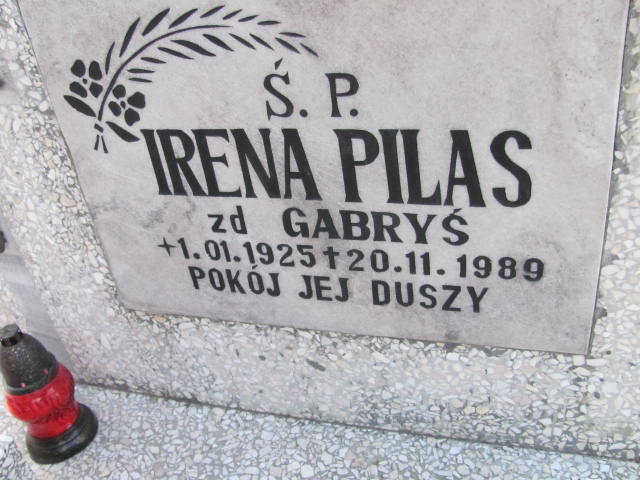 Ś. P.
IRENA PILAS
zd GABRYŚ
+1.01.1925 †20.11.1989
POKÓJ JEJ DUSZY